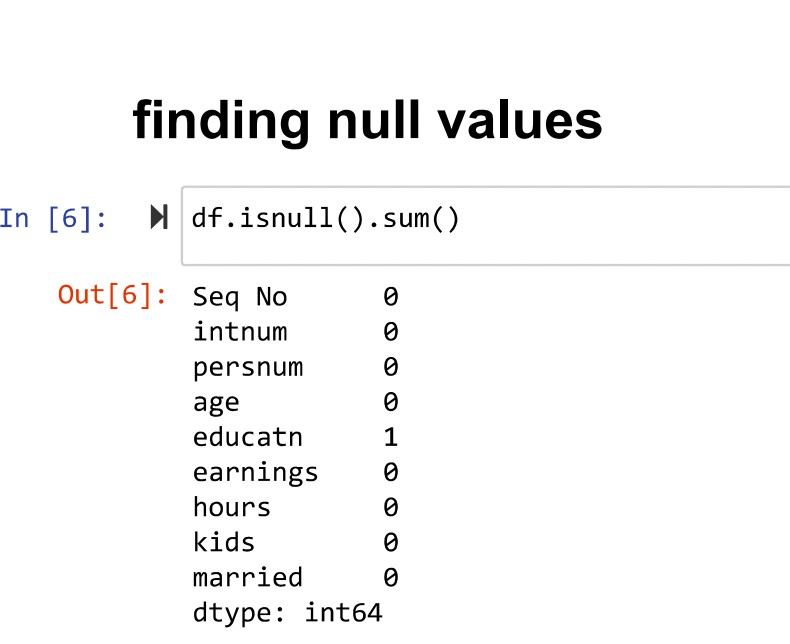 finding null values
In [6]: df.isnull().sum()
Out[6]: Seq No 0
intnum 0
persnum 0
age 0
educatn 1
earnings 0
hours 0
kids 0
married 0
dtype: int64